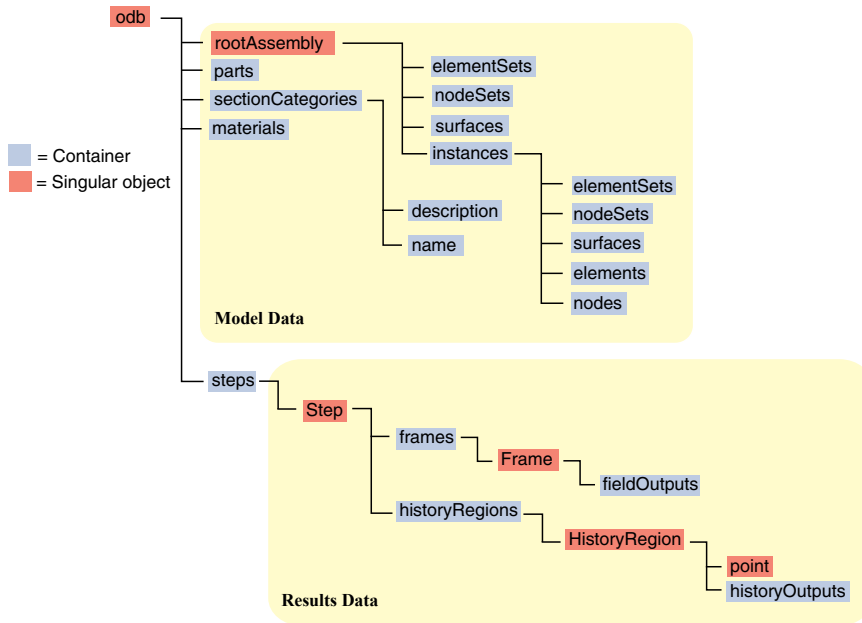 odb
rootAssembly
parts
sectionCategories
materials
elementSets
nodeSets
surfaces
instances
= Container
= Singular object
description
name
elementSets
nodeSets
surfaces
elements
nodes
Model Data
steps
Step
frames
Frame
fieldOutputs
historyRegions
HistoryRegion
point
historyOutputs
Results Data